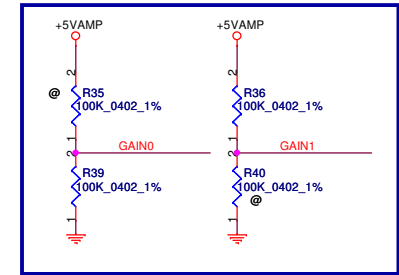 +5VAMP
+5VAMP
2
2
@
R35
100K_0402_1%
R36
100K_0402_1%
1
1
GAIN0
GAIN1
2
2
R39
100K_0402_1%
R40
100K_0402_1%
@
1
1